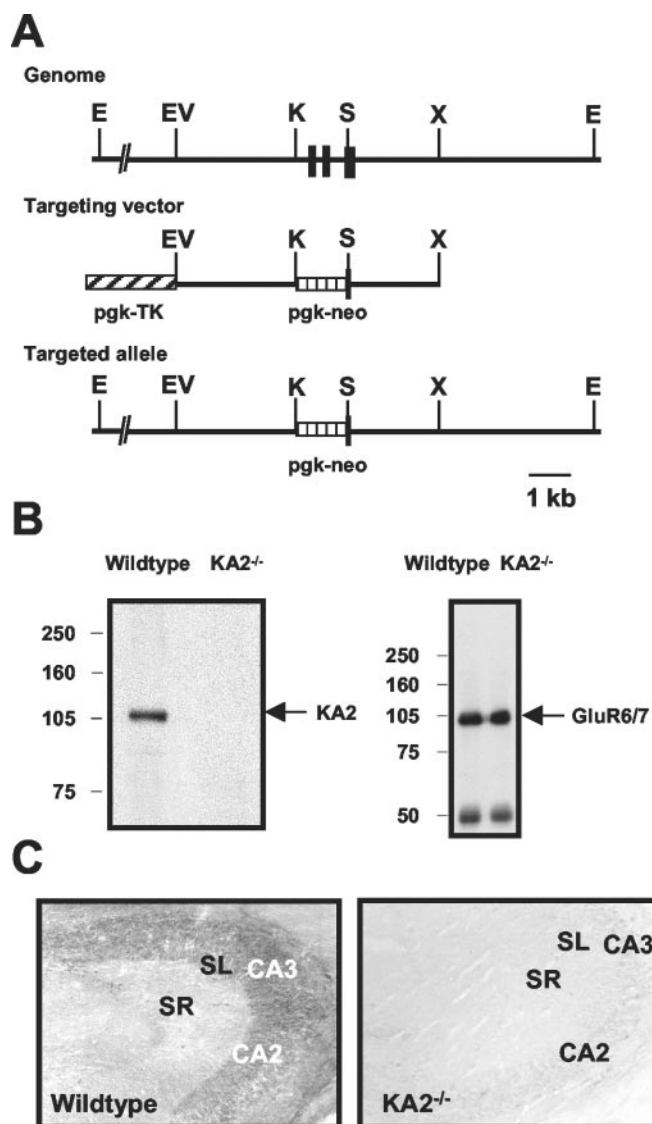 A
Genome
E EV K S X E
Targeting vector
EV K S X
pgk-TK pgk-neo
Targeted allele
E EV K S X E
pgk-neo
1 kb
B
Wildtype KA2-/-
250
160
105
75
KA2
Wildtype KA2-/-
250
160
105
75
50
GluR6/7
C
SL CA3
SR
CA2
Wildtype
SL CA3
SR
CA2
KA2-/-